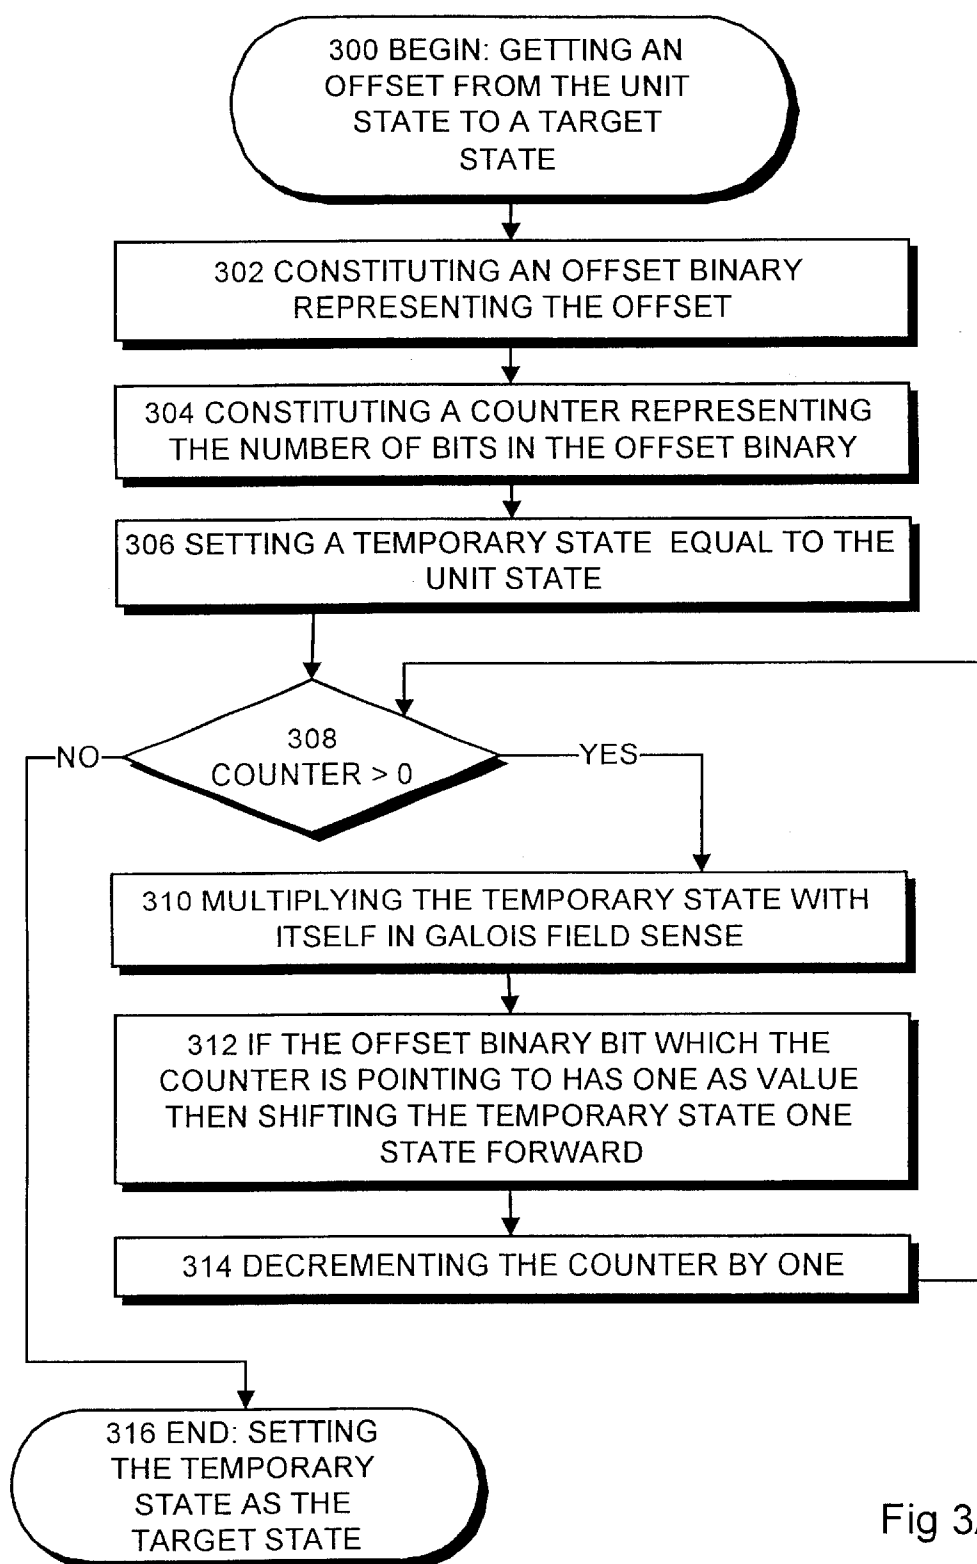 300 BEGIN: GETTING AN
OFFSET FROM THE UNIT
STATE TO A TARGET
STATE
302 CONSTITUTING AN OFFSET BINARY
REPRESENTING THE OFFSET
304 CONSTITUTING A COUNTER REPRESENTING
THE NUMBER OF BITS IN THE OFFSET BINARY
306 SETTING A TEMPORARY STATE EQUAL TO THE
UNIT STATE
308
COUNTER > 0
NO
YES
310 MULTIPLYING THE TEMPORARY STATE WITH
ITSELF IN GALOIS FIELD SENSE
312 IF THE OFFSET BINARY BIT WHICH THE
COUNTER IS POINTING TO HAS ONE AS VALUE
THEN SHIFTING THE TEMPORARY STATE ONE
STATE FORWARD
314 DECREMENTING THE COUNTER BY ONE
316 END: SETTING
THE TEMPORARY
STATE AS THE
TARGET STATE
Fig 3